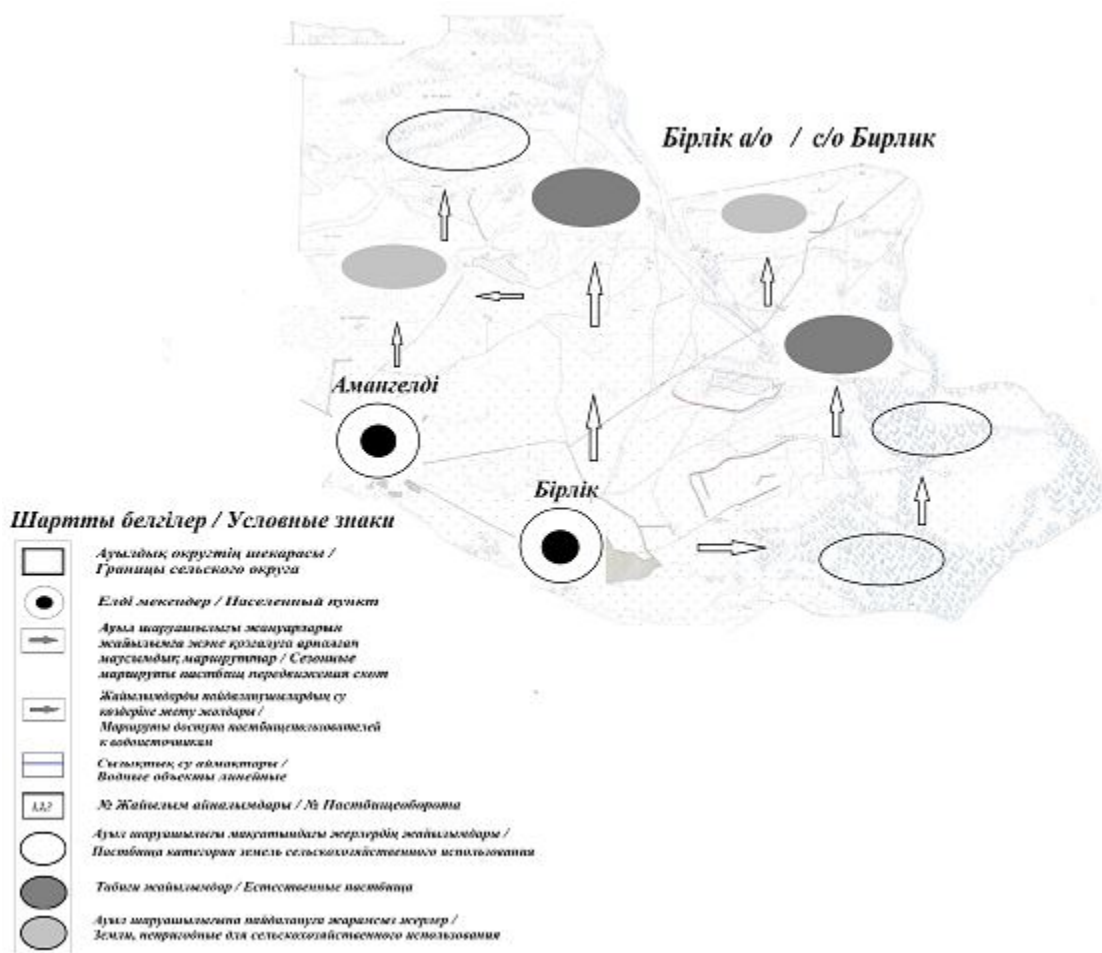 Бірлік а/о / с/о Бирлик
Амангелді
Бірлік
Шартты белгілер / Условные знаки
Ауылдық округтің шекарасы /
Границы сельского округа
Елді мекендер / Населенный пункт
Ауыл шаруашылығы жануарларын
жайылымға және қозғалуға арналған
маусымдық маршруттар / Сезонные
маршруты пастбищ передвижения скот
Жайылымдарды пайдаланушылардың су
көздеріне жету жолдары /
Маршруты доступа пастбищепользователей
к водоисточникам
Сызықтық су аймақтары /
Водные объекты линейные
№ Жайылым айналымдары / № Пастбищеоборота
Ауыл шаруашылығы мақсатындағы жерлердің жайылымдары /
Пастбища категории земель сельскохозяйственного использования
Табиғи жайылымдар / Естественные пастбища
Ауыл шаруашылығына пайдалануға жарамсыз жерлер /
Земли, непригодные для сельскохозяйственного использования